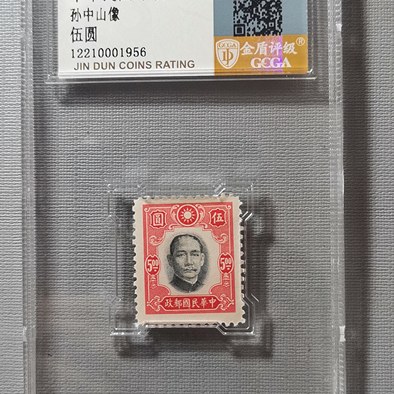 孙中山像
伍圆
12210001956
JIN DUN COINS RATING
金盾评级®
GCGA
圓 伍
5.00 5.00
政郵國民華中